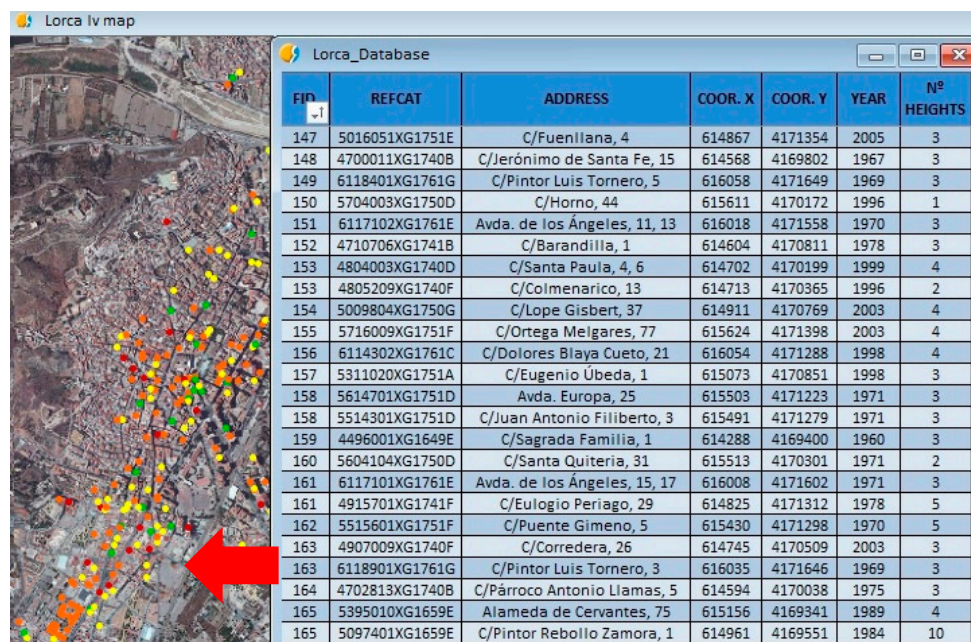 Lorca Iv map
Lorca_Database
FID REFCAT ADDRESS COOR. X COOR. Y YEAR Nº HEIGHTS
147 5016051XG1751E C/Fuenllana, 4 614867 4171354 2005 3
148 4700011XG1740B C/Jerónimo de Santa Fe, 15 614568 4169802 1967 3
149 6118401XG1761G C/Pintor Luis Tornero, 5 616058 4171649 1969 3
150 5704003XG1750D C/Horno, 44 615611 4170172 1996 1
151 6117102XG1761E Avda. de los Ángeles, 11, 13 616018 4171558 1970 3
152 4710706XG1741B C/Barandilla, 1 614604 4170811 1978 3
153 4804003XG1740D C/Santa Paula, 4, 6 614702 4170199 1999 4
153 4805209XG1740F C/Colmenarico, 13 614713 4170365 1996 2
154 5009804XG1750G C/Lope Gisbert, 37 614911 4170769 2003 4
155 5716009XG1751F C/Ortega Melgares, 77 615624 4171398 2003 4
156 6114302XG1761C C/Dolores Blaya Cueto, 21 616054 4171288 1998 4
157 5311020XG1751A C/Eugenio Úbeda, 1 615073 4170851 1998 3
158 5614701XG1751D Avda. Europa, 25 615503 4171223 1971 3
158 5514301XG1751D C/Juan Antonio Filiberto, 3 615491 4171279 1971 3
159 4496001XG1649E C/Sagrada Familia, 1 614288 4169400 1960 3
160 5604104XG1750D C/Santa Quiteria, 31 615513 4170301 1971 2
161 6117101XG1761E Avda. de los Ángeles, 15, 17 616008 4171602 1971 3
161 4915701XG1741F C/Eulogio Periago, 29 614825 4171312 1978 5
162 5515601XG1751F C/Puente Gimeno, 5 615430 4171298 1970 5
163 4907009XG1740F C/Corredera, 26 614745 4170509 2003 3
163 6118901XG1761G C/Pintor Luis Tornero, 3 616035 4171646 1969 3
164 4702813XG1740B C/Párroco Antonio Llamas, 5 614594 4170038 1975 3
165 5395010XG1659E Alameda de Cervantes, 75 615156 4169341 1989 4
165 5097401XG1659E C/Pintor Rebollo Zamora, 1 614961 4169551 1984 10